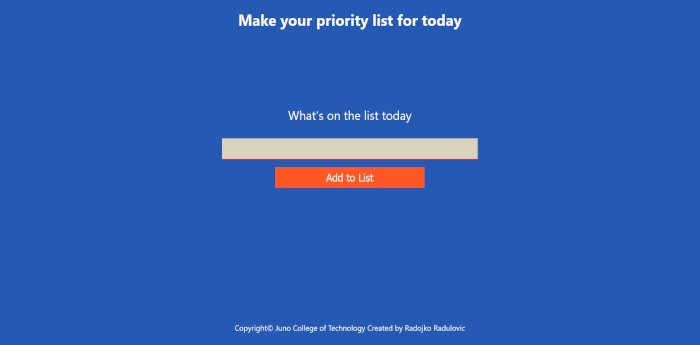 Make your priority list for today
What's on the list today
Add to List
Copyright© Juno College of Technology Created by Radojko Radulovic